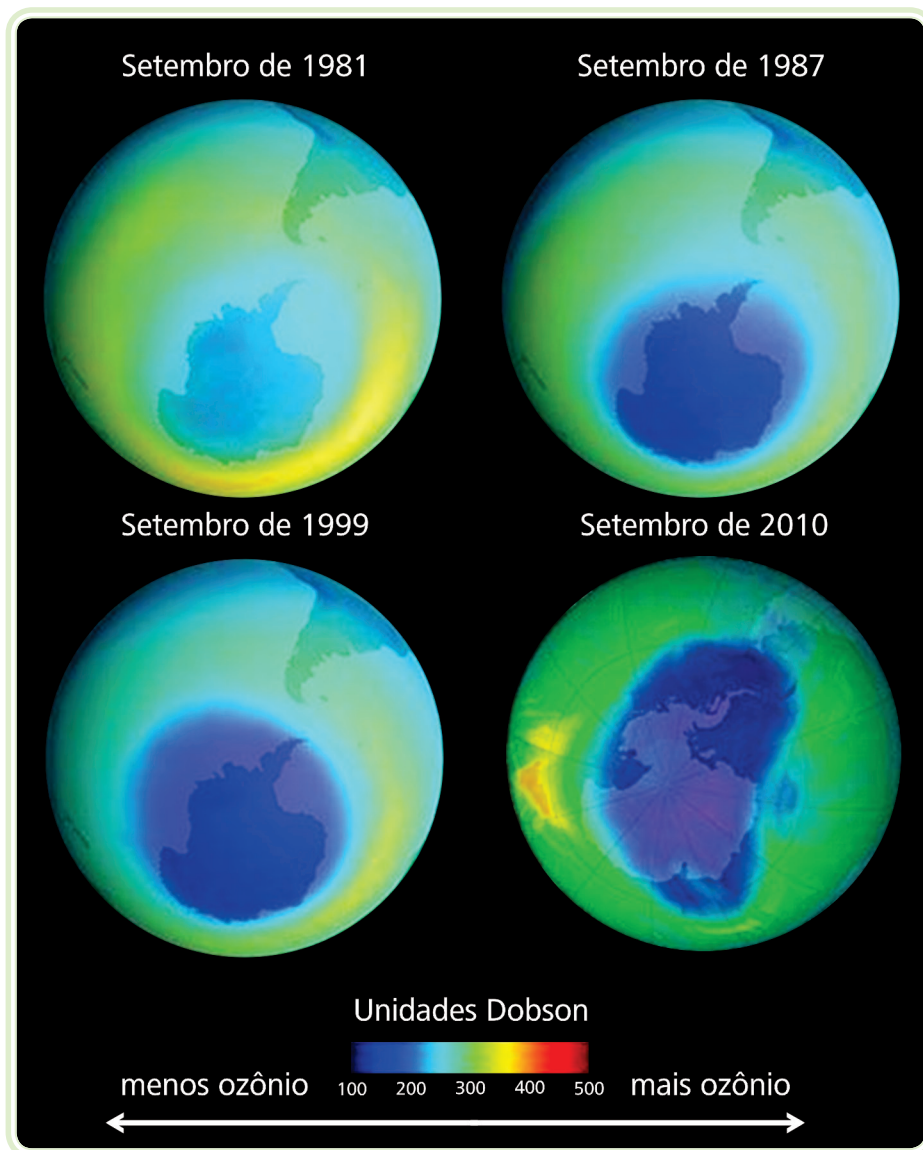 Setembro de 1981
Setembro de 1987
Setembro de 1999
Setembro de 2010
Unidades Dobson
menos ozônio 100 200 300 400 500 mais ozônio